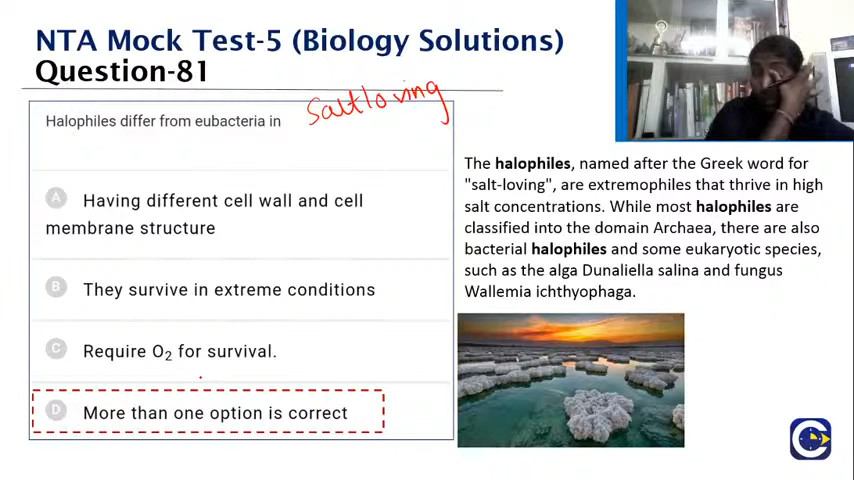 NTA Mock Test-5 (Biology Solutions)
Question-81
Saltloving
Halophiles differ from eubacteria in
A Having different cell wall and cell
membrane structure
B They survive in extreme conditions
C Require O₂ for survival.
D More than one option is correct
The halophiles, named after the Greek word for
"salt-loving", are extremophiles that thrive in high
salt concentrations. While most halophiles are
classified into the domain Archaea, there are also
bacterial halophiles and some eukaryotic species,
such as the alga Dunaliella salina and fungus
Wallemia ichthyophaga.